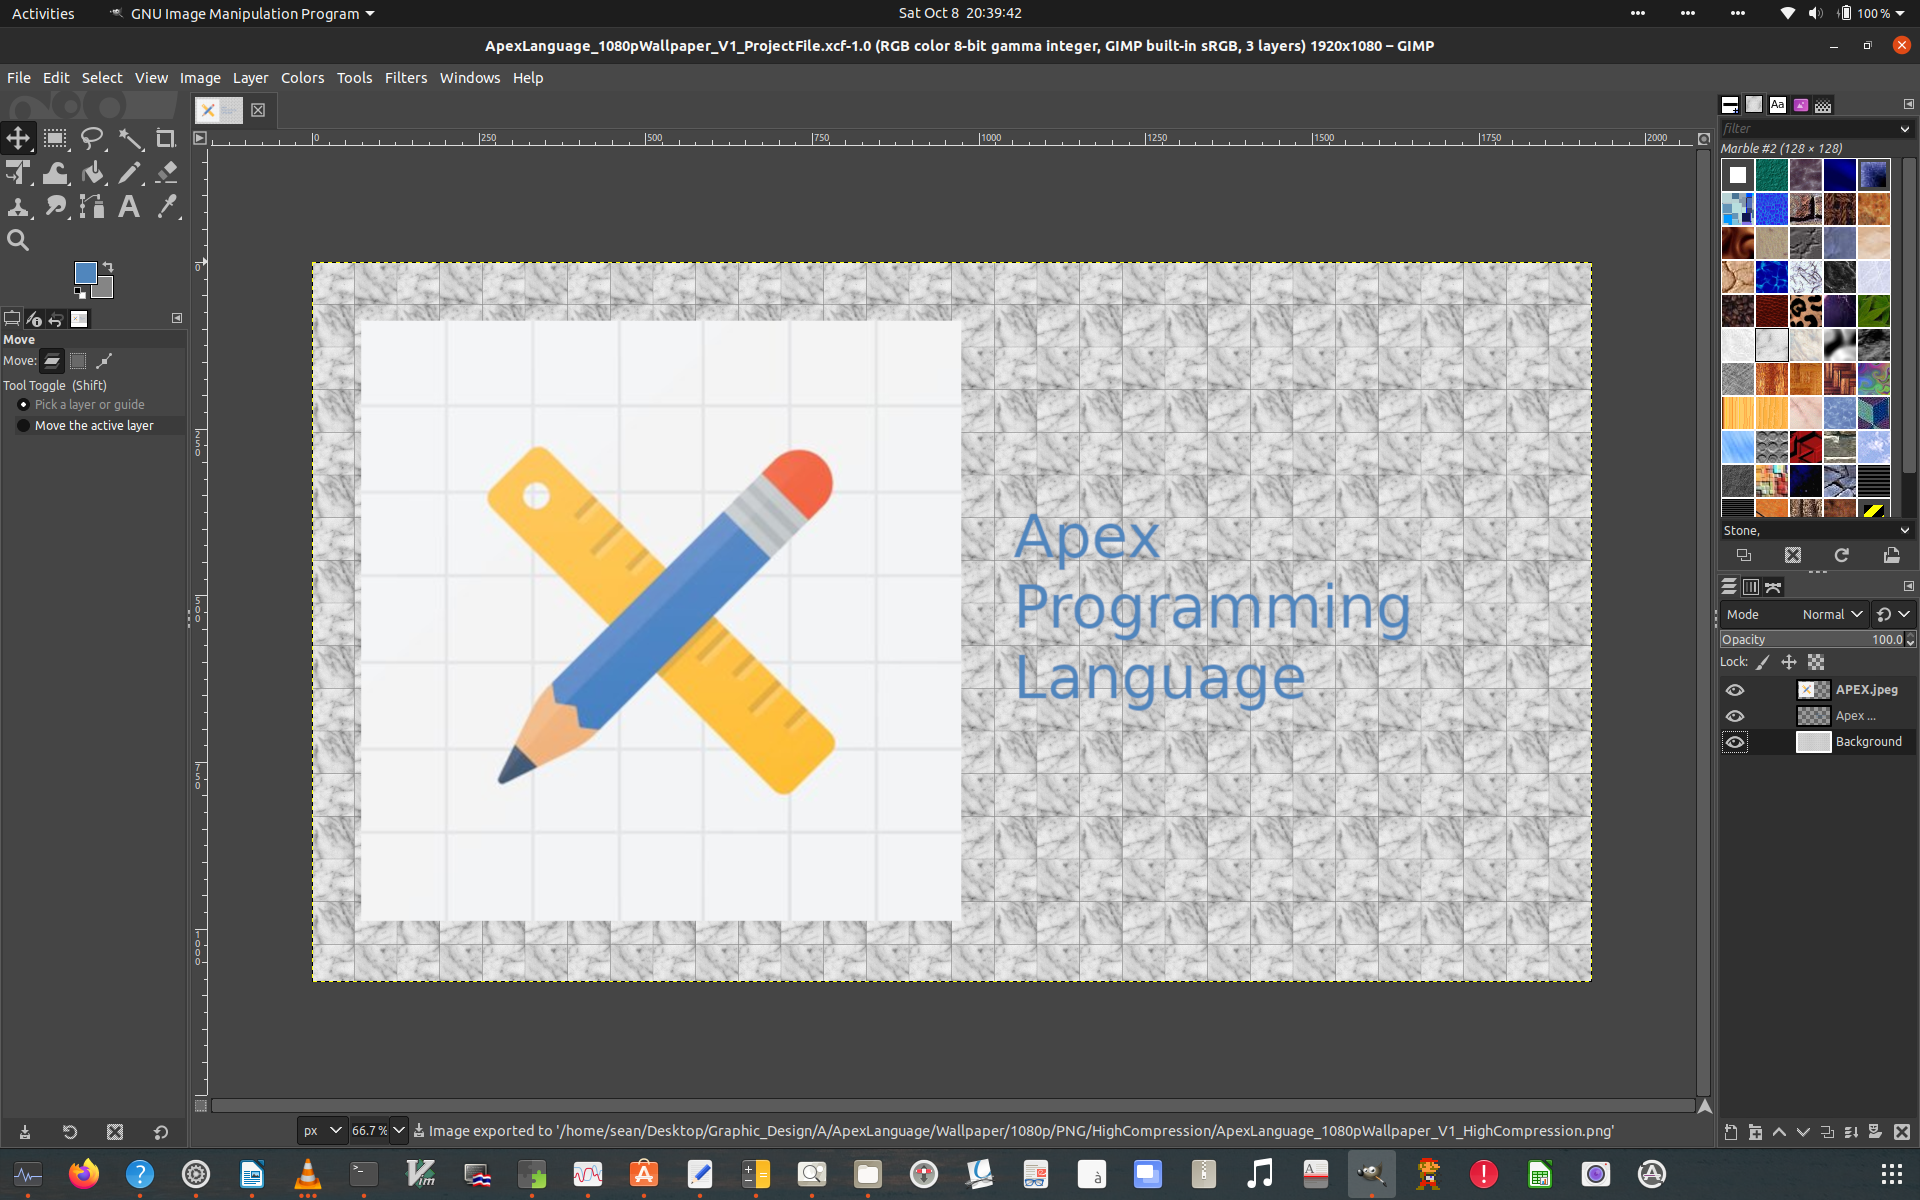 Activities
GNU Image Manipulation Program
Sat Oct 8 20:39:42
100 %
ApexLanguage_1080pWallpaper_V1_ProjectFile.xcf-1.0 (RGB color 8-bit gamma integer, GIMP built-in sRGB, 3 layers) 1920x1080 – GIMP
File Edit Select View Image Layer Colors Tools Filters Windows Help
0 250 500 750 1000 1250 1500 1750 2000
filter
Marble #2 (128 × 128)
0
250
500
750
1000
Move
Move:
Tool Toggle (Shift)
Pick a layer or guide
Move the active layer
Apex
Programming
Language
Stone,
Mode Normal
Opacity 100.0
Lock:
APEX.jpeg
Apex ...
Background
px 66.7 % Image exported to '/home/sean/Desktop/Graphic_Design/A/ApexLanguage/Wallpaper/1080p/PNG/HighCompression/ApexLanguage_1080pWallpaper_V1_HighCompression.png'